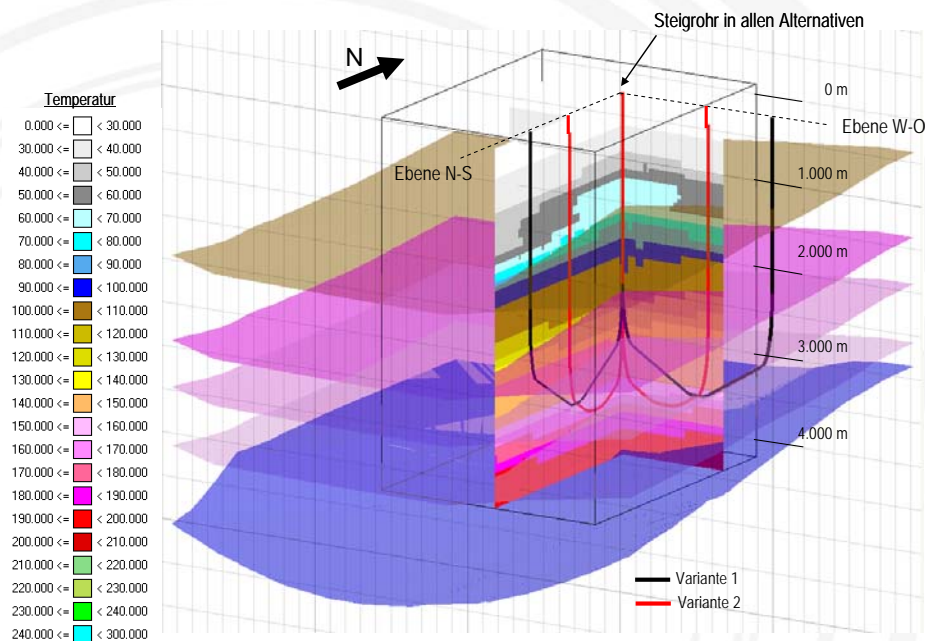 Steigrohr in allen Alternativen
N
0 m
Ebene W-O
Ebene N-S
1.000 m
2.000 m
3.000 m
4.000 m
Variante 1
Variante 2
Temperatur
0.000 <= < 30.000
30.000 <= < 40.000
40.000 <= < 50.000
50.000 <= < 60.000
60.000 <= < 70.000
70.000 <= < 80.000
80.000 <= < 90.000
90.000 <= < 100.000
100.000 <= < 110.000
110.000 <= < 120.000
120.000 <= < 130.000
130.000 <= < 140.000
140.000 <= < 150.000
150.000 <= < 160.000
160.000 <= < 170.000
170.000 <= < 180.000
180.000 <= < 190.000
190.000 <= < 200.000
200.000 <= < 210.000
210.000 <= < 220.000
220.000 <= < 230.000
230.000 <= < 240.000
240.000 <= < 300.000